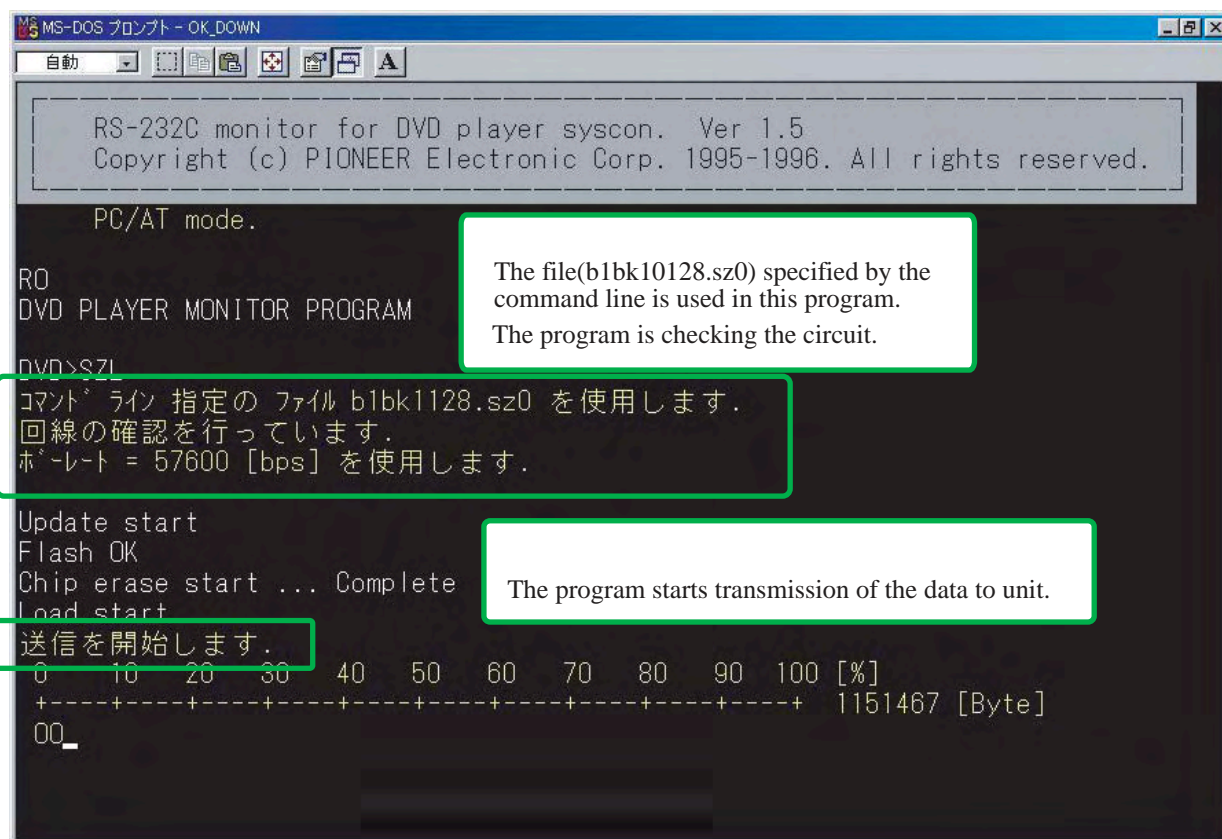 MS-DOS プロンプト - OK_DOWN
自動
A
RS-232C monitor for DVD player syscon. Ver 1.5
Copyright (c) PIONEER Electronic Corp. 1995-1996. All rights reserved.
PC/AT mode.
RO
DVD PLAYER MONITOR PROGRAM
The file(b1bk10128.sz0) specified by the
command line is used in this program.
The program is checking the circuit.
DVD>SZL
ｺﾏﾝﾄﾞ ﾗｲﾝ 指定の ﾌｧｲﾙ b1bk1128.sz0 を使用します.
回線の確認を行っています.
ﾎﾞｰﾚｰﾄ = 57600 [bps] を使用します.
Update start
Flash OK
Chip erase start ... Complete
Load start
The program starts transmission of the data to unit.
送信を開始します.
0 10 20 30 40 50 60 70 80 90 100 [%]
+----+----+----+----+----+----+----+----+----+----+ 1151467 [Byte]
OO_